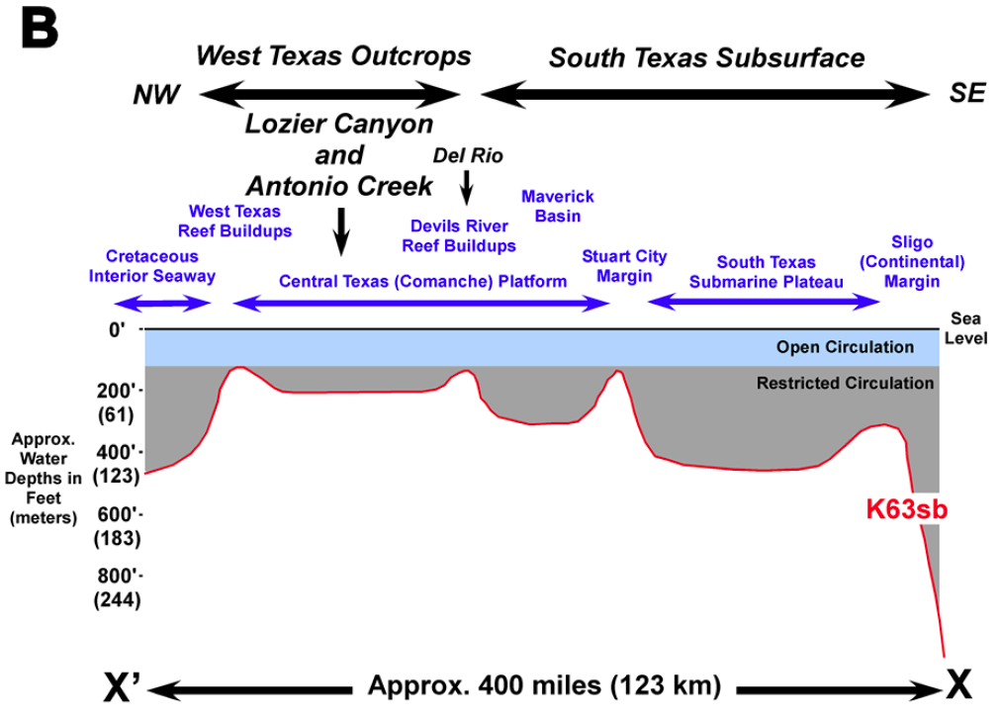 B
West Texas Outcrops
South Texas Subsurface
NW
SE
Lozier Canyon
and
Antonio Creek
Del Rio
West Texas
Reef Buildups
Devils River
Reef Buildups
Maverick
Basin
Cretaceous
Interior Seaway
Central Texas (Comanche) Platform
Stuart City
Margin
South Texas
Submarine Plateau
Sligo
(Continental)
Margin
0'
Sea
Level
Open Circulation
Restricted Circulation
200'
(61)
400'
(123)
600'
(183)
800'
(244)
Approx.
Water
Depths in
Feet
(meters)
K63sb
X’
Approx. 400 miles (123 km)
X